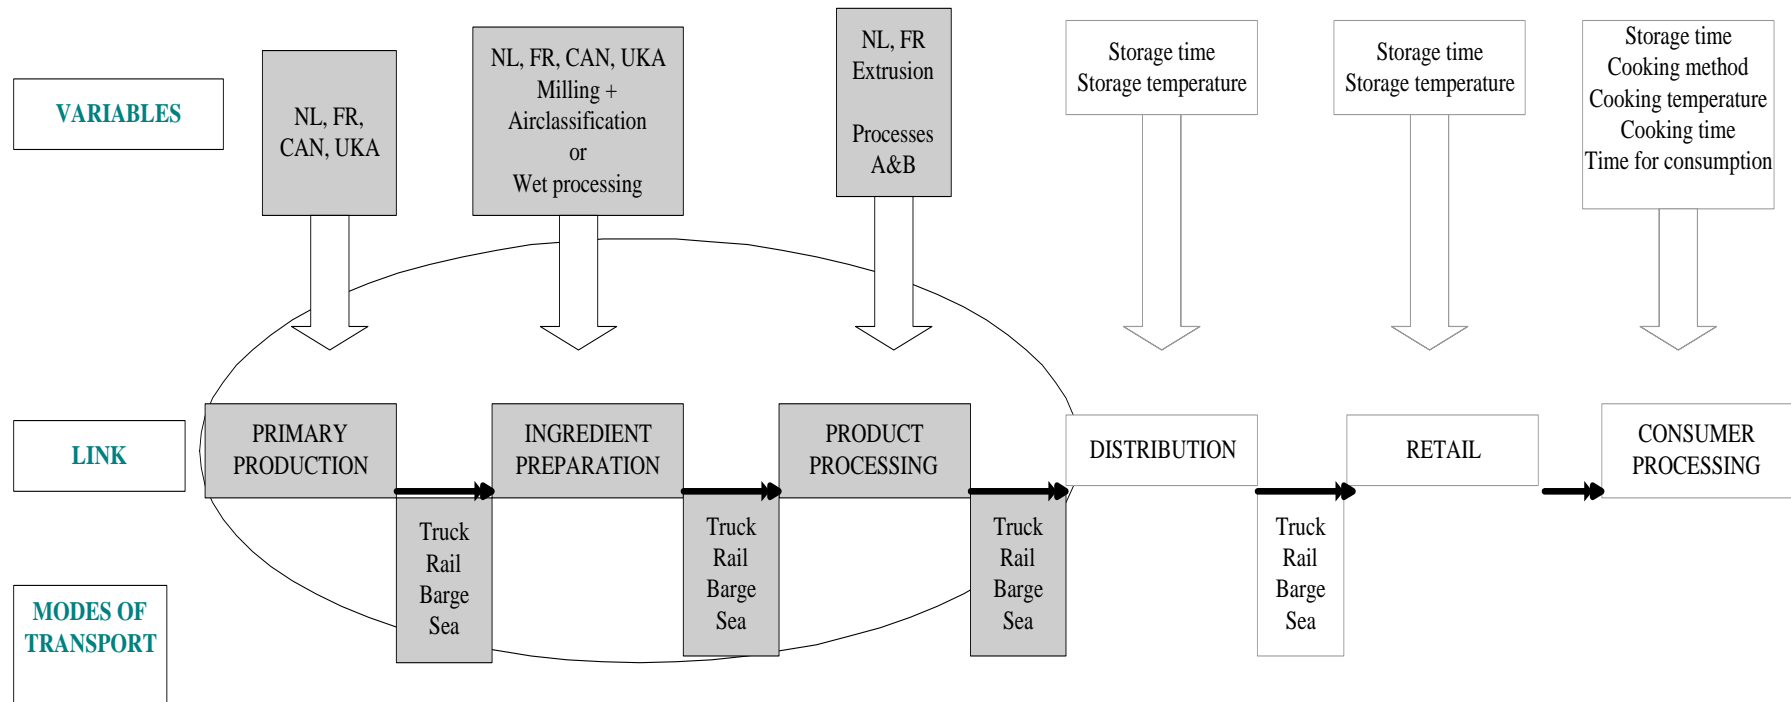 VARIABLES
NL, FR,
CAN, UKA
NL, FR, CAN, UKA
Milling +
Airclassification
or
Wet processing
NL, FR
Extrusion
Processes
A&B
Storage time
Storage temperature
Storage time
Storage temperature
Storage time
Cooking method
Cooking temperature
Cooking time
Time for consumption
LINK
PRIMARY
PRODUCTION
INGREDIENT
PREPARATION
PRODUCT
PROCESSING
DISTRIBUTION
RETAIL
CONSUMER
PROCESSING
MODES OF
TRANSPORT
Truck
Rail
Barge
Sea
Truck
Rail
Barge
Sea
Truck
Rail
Barge
Sea
Truck
Rail
Barge
Sea